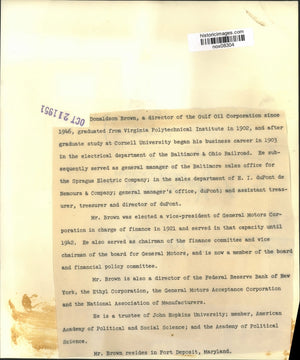 historicimages.com
nov08304
OCT 21 1951
Donaldson Brown, a director of the Gulf Oil Corporation since
1946, graduated from Virginia Polytechnic Institute in 1902, and after
graduate study at Cornell University began his business career in 1903
in the electrical department of the Baltimore & Ohio Railroad. He sub-
sequently served as general manager of the Baltimore sales office for
the Sprague Electric Company; in the sales department of E. I. duPont de
Nemours & Company; general manager's office, duPont; and assistant treas-
urer, treasurer and director of duPont.
Mr. Brown was elected a vice-president of General Motors Cor-
poration in charge of finance in 1921 and served in that capacity until
1942. He also served as chairman of the finance committee and vice
chairman of the board for General Motors, and is now a member of the board
and financial policy committee.
Mr. Brown is also a director of the Federal Reserve Bank of New
York, the Ethyl Corporation, the General Motors Acceptance Corporation
and the National Association of Manufacturers.
He is a trustee of John Hopkins University; member, American
Academy of Political and Social Science; and the Academy of Political
Science.
Mr. Brown resides in Port Deposit, Maryland.